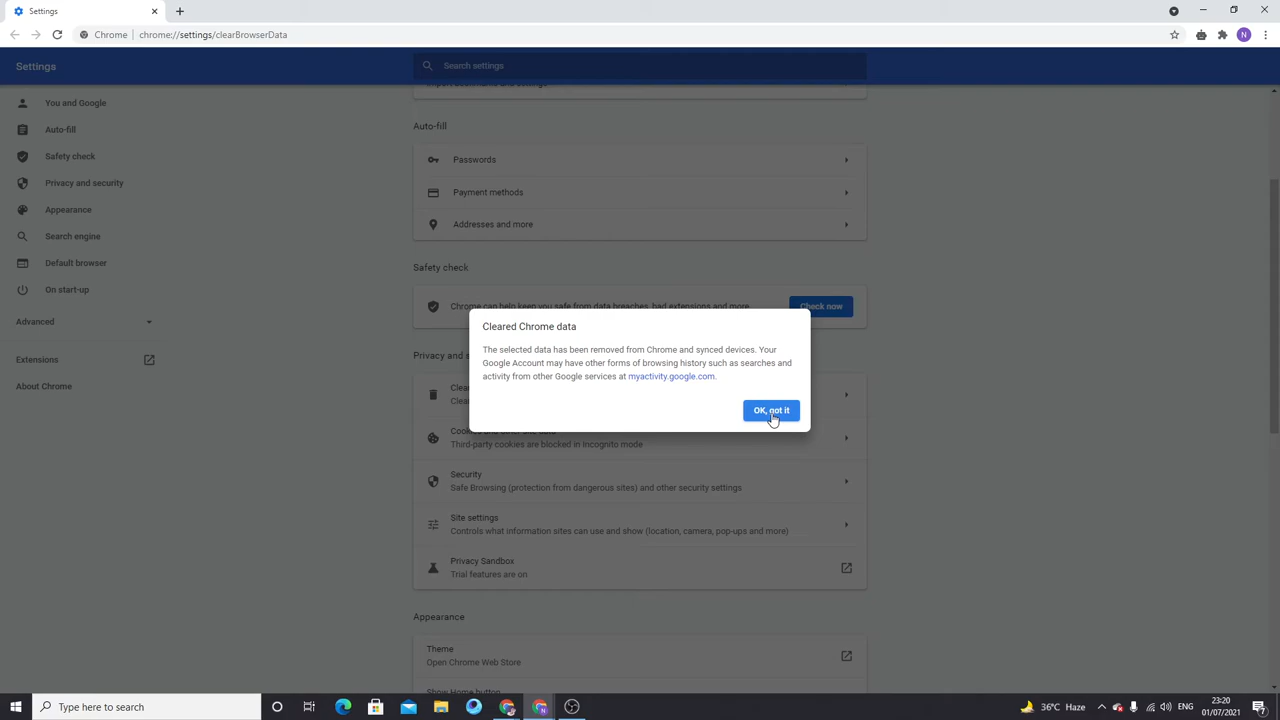 Settings
Chrome
chrome://settings/clearBrowserData
N
Settings
Search settings
You and Google
Auto-fill
Safety check
Privacy and security
Appearance
Search engine
Default browser
On start-up
Advanced
Extensions
About Chrome
Auto-fill
Passwords
Payment methods
Addresses and more
Safety check
Chrome can help keep you safe from data breaches, bad extensions and more
Check now
Privacy and s
Cleared Chrome data
The selected data has been removed from Chrome and synced devices. Your
Google Account may have other forms of browsing history such as searches and
activity from other Google services at myactivity.google.com.
OK, got it
Third-party cookies are blocked in Incognito mode
Security
Safe Browsing (protection from dangerous sites) and other security settings
Site settings
Controls what information sites can use and show (location, camera, pop-ups and more)
Privacy Sandbox
Trial features are on
Appearance
Theme
Open Chrome Web Store
Show Home button
Type here to search
36°C Haze
ENG
23:20
01/07/2021